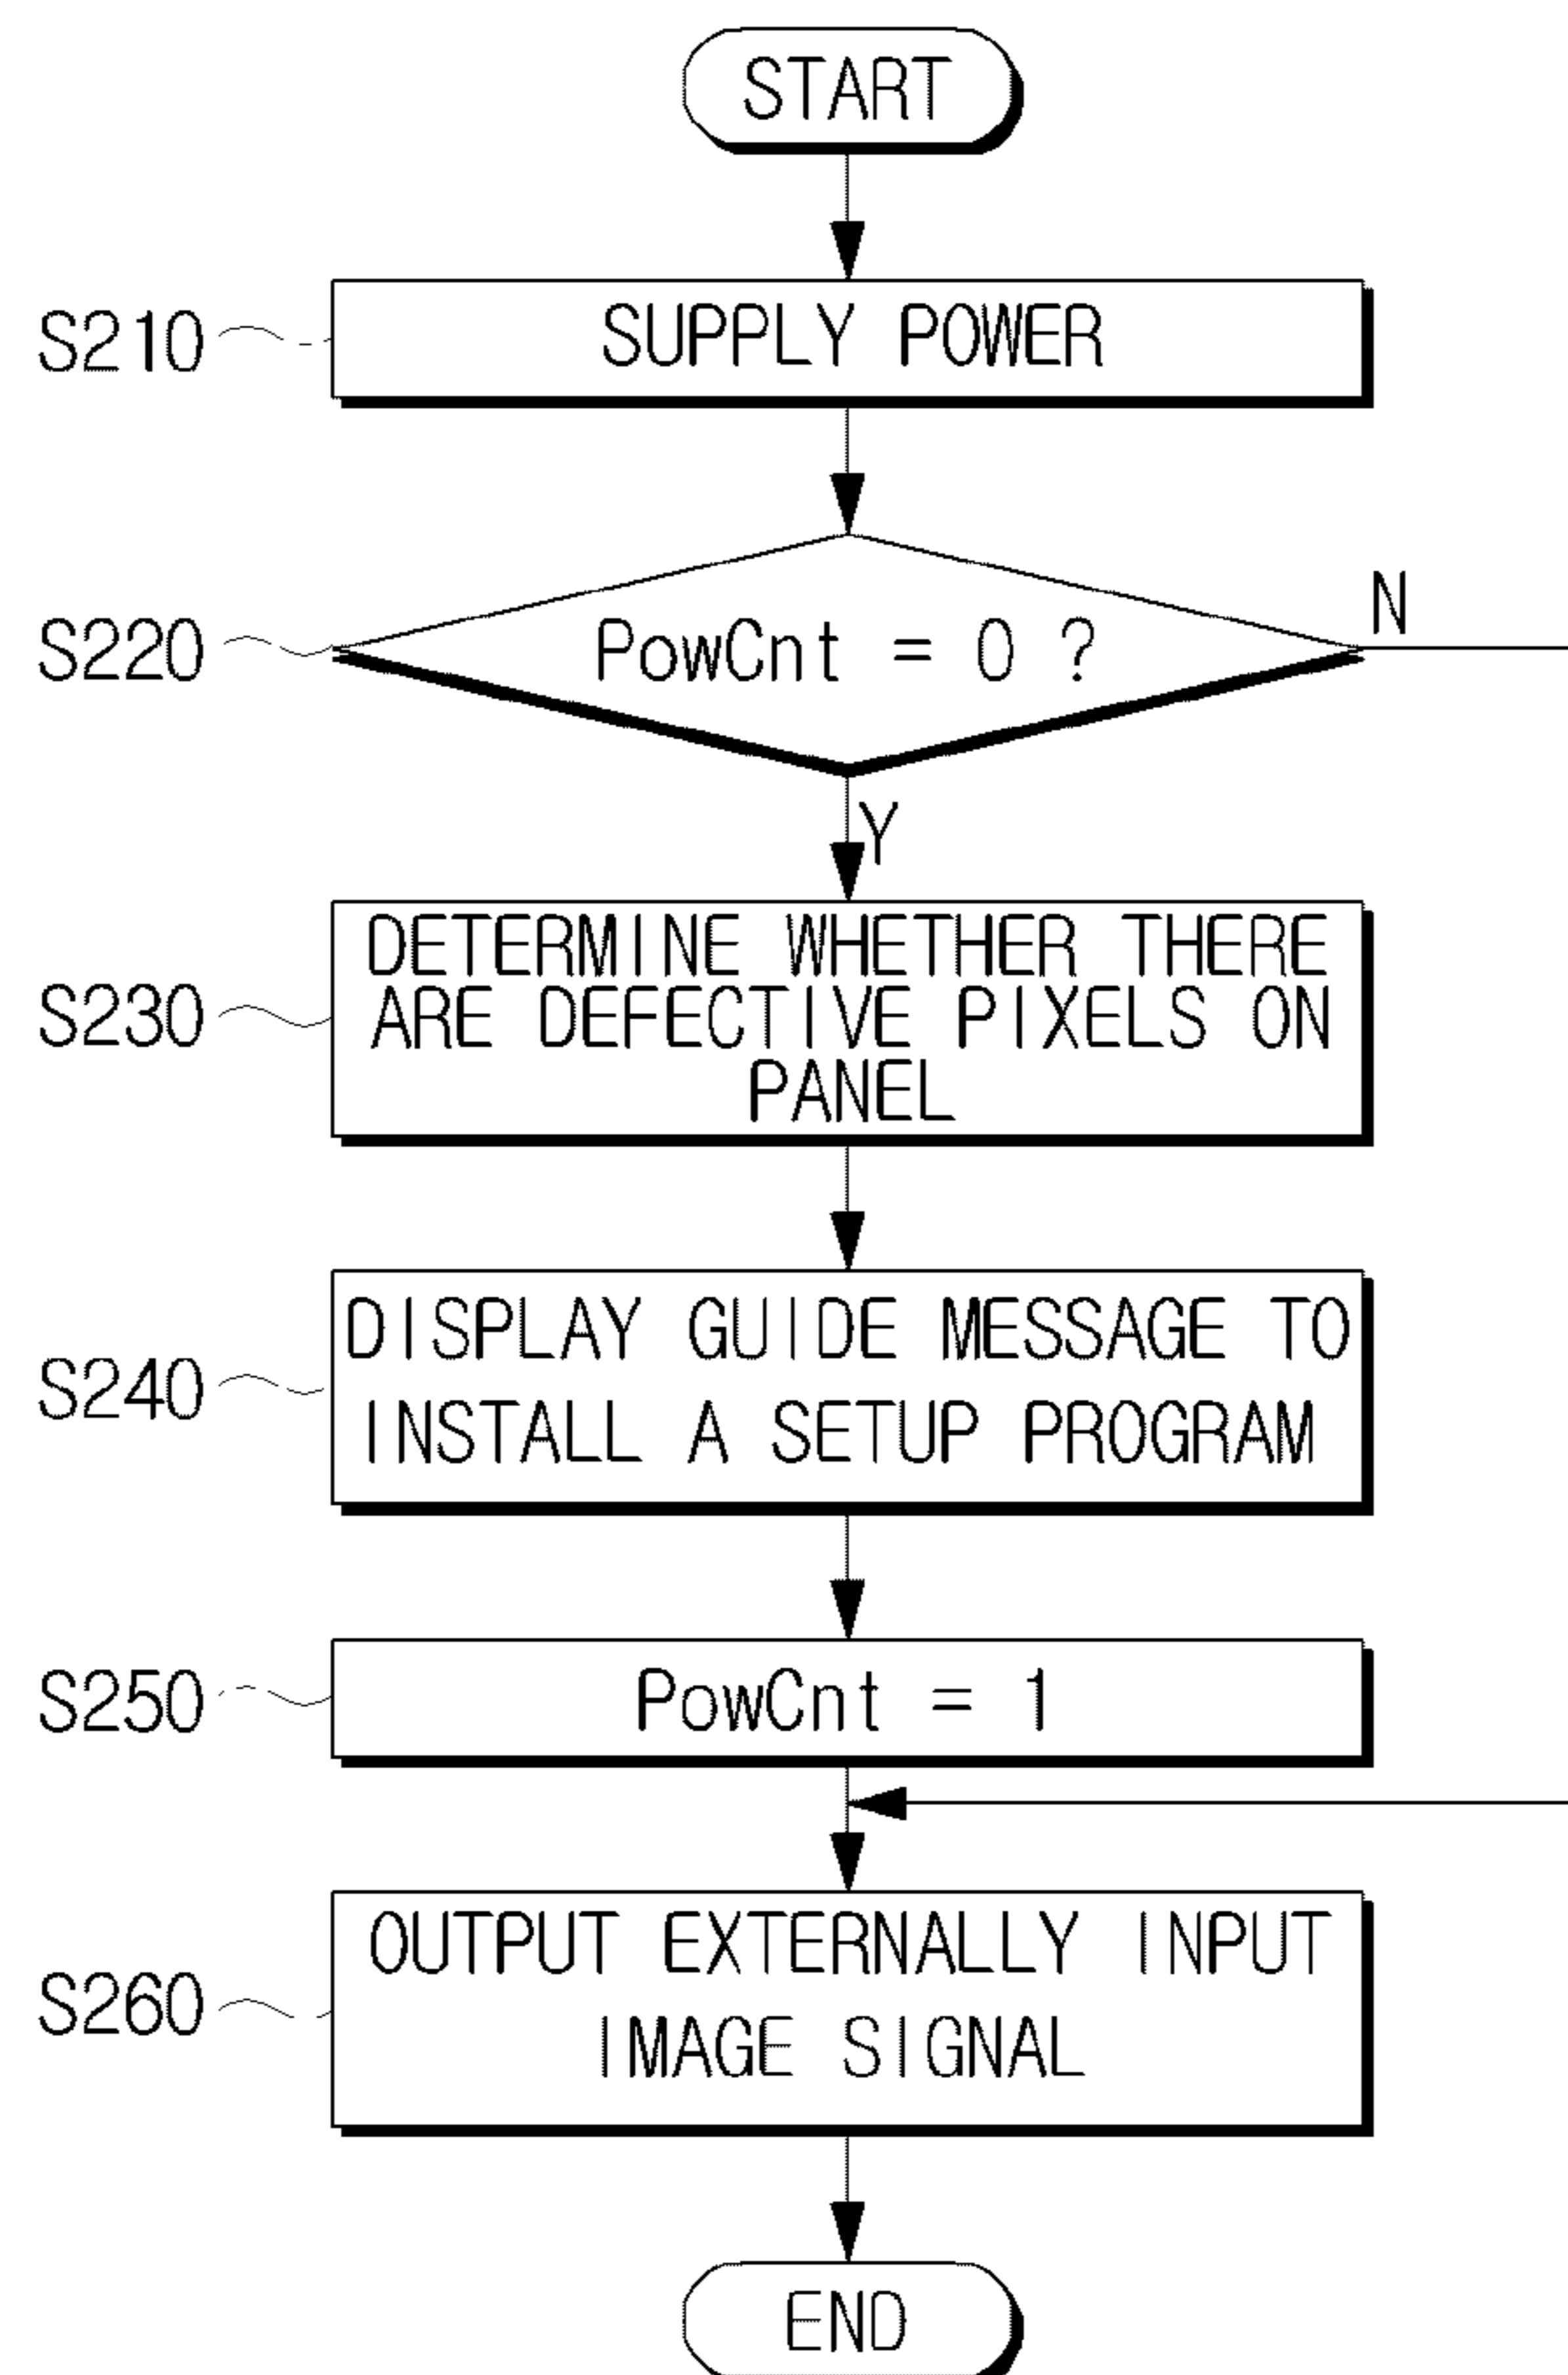 START
S210
SUPPLY POWER
S220
PowCnt = 0 ?
N
Y
S230
DETERMINE WHETHER THERE
ARE DEFECTIVE PIXELS ON
PANEL
S240
DISPLAY GUIDE MESSAGE TO
INSTALL A SETUP PROGRAM
S250
PowCnt = 1
S260
OUTPUT EXTERNALLY INPUT
IMAGE SIGNAL
END